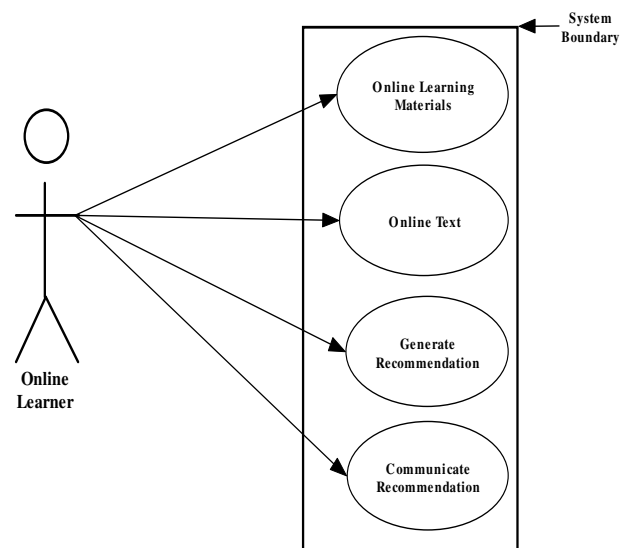 System
Boundary
Online Learning
Materials
Online Text
Generate
Recommendation
Online
Learner
Communicate
Recommendation